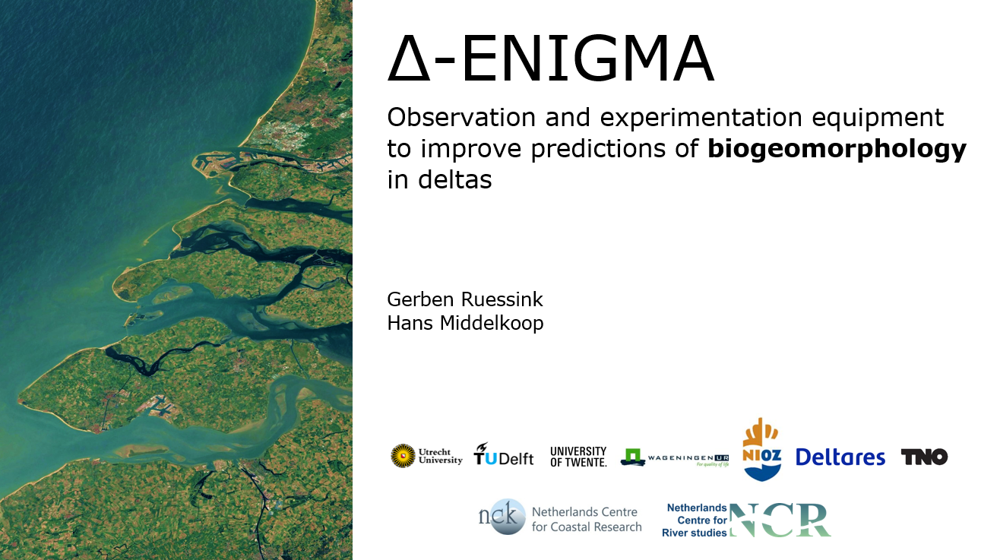 Δ-ENIGMA
Observation and experimentation equipment
to improve predictions of biogeomorphology
in deltas
Gerben Ruessink
Hans Middelkoop
Utrecht
University
TUDelft
UNIVERSITY
OF TWENTE.
WAGENINGEN UR
For quality of life
NIOZ
Deltares
TNO
nck
Netherlands Centre
for Coastal Research
Netherlands
Centre for
River studies
NCR